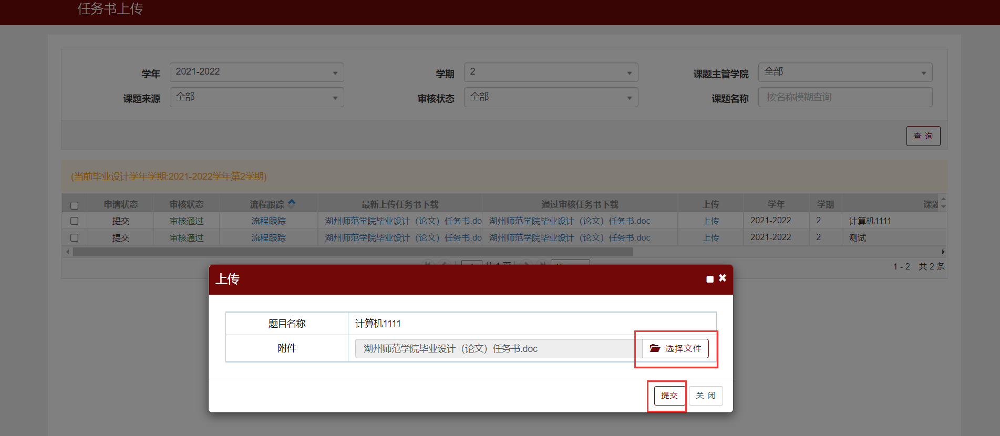 任务书上传
学年 2021-2022 学期 2 课题主管学院 全部
课题来源 全部 审核状态 全部 课题名称 按名称模糊查询
查 询
(当前毕业设计学年学期:2021-2022学年第2学期)
申请状态 审核状态 流程跟踪 最新上传任务书下载 通过审核任务书下载 上传 学年 学期 课题
提交 审核通过 流程跟踪 湖州师范学院毕业设计（论文）任务书.do 湖州师范学院毕业设计（论文）任务书.doc 上传 2021-2022 2 计算机1111
提交 审核通过 流程跟踪 湖州师范学院毕业设计（论文）任务书.do 湖州师范学院毕业设计（论文）任务书.doc 上传 2021-2022 2 测试
共 1 页 1 - 2 共 2 条
上传
题目名称 计算机1111
附件 湖州师范学院毕业设计（论文）任务书.doc 选择文件
提交 关 闭